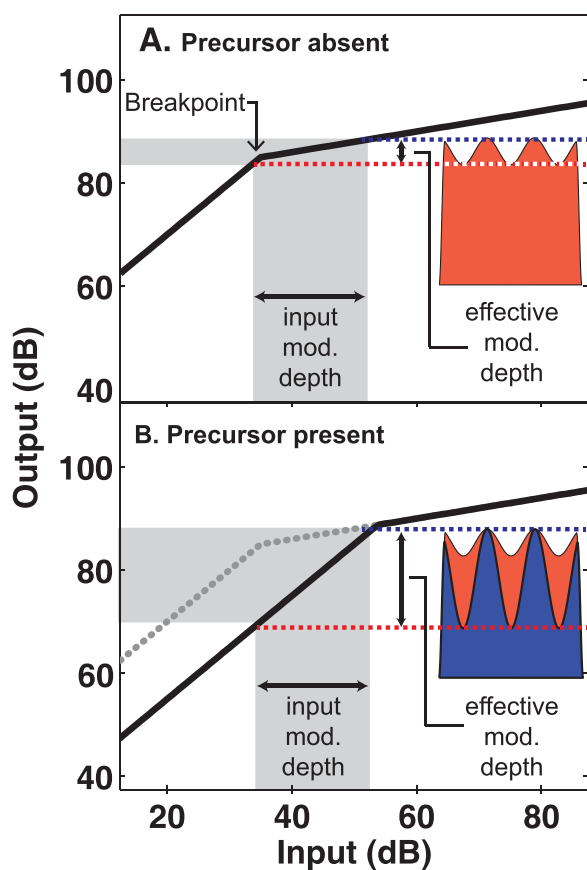 A. Precursor absent
Breakpoint
100
80
60
40
input
mod.
depth
effective
mod.
depth
Output (dB)
B. Precursor present
100
80
60
40
input
mod.
depth
effective
mod.
depth
20 40 60 80
Input (dB)